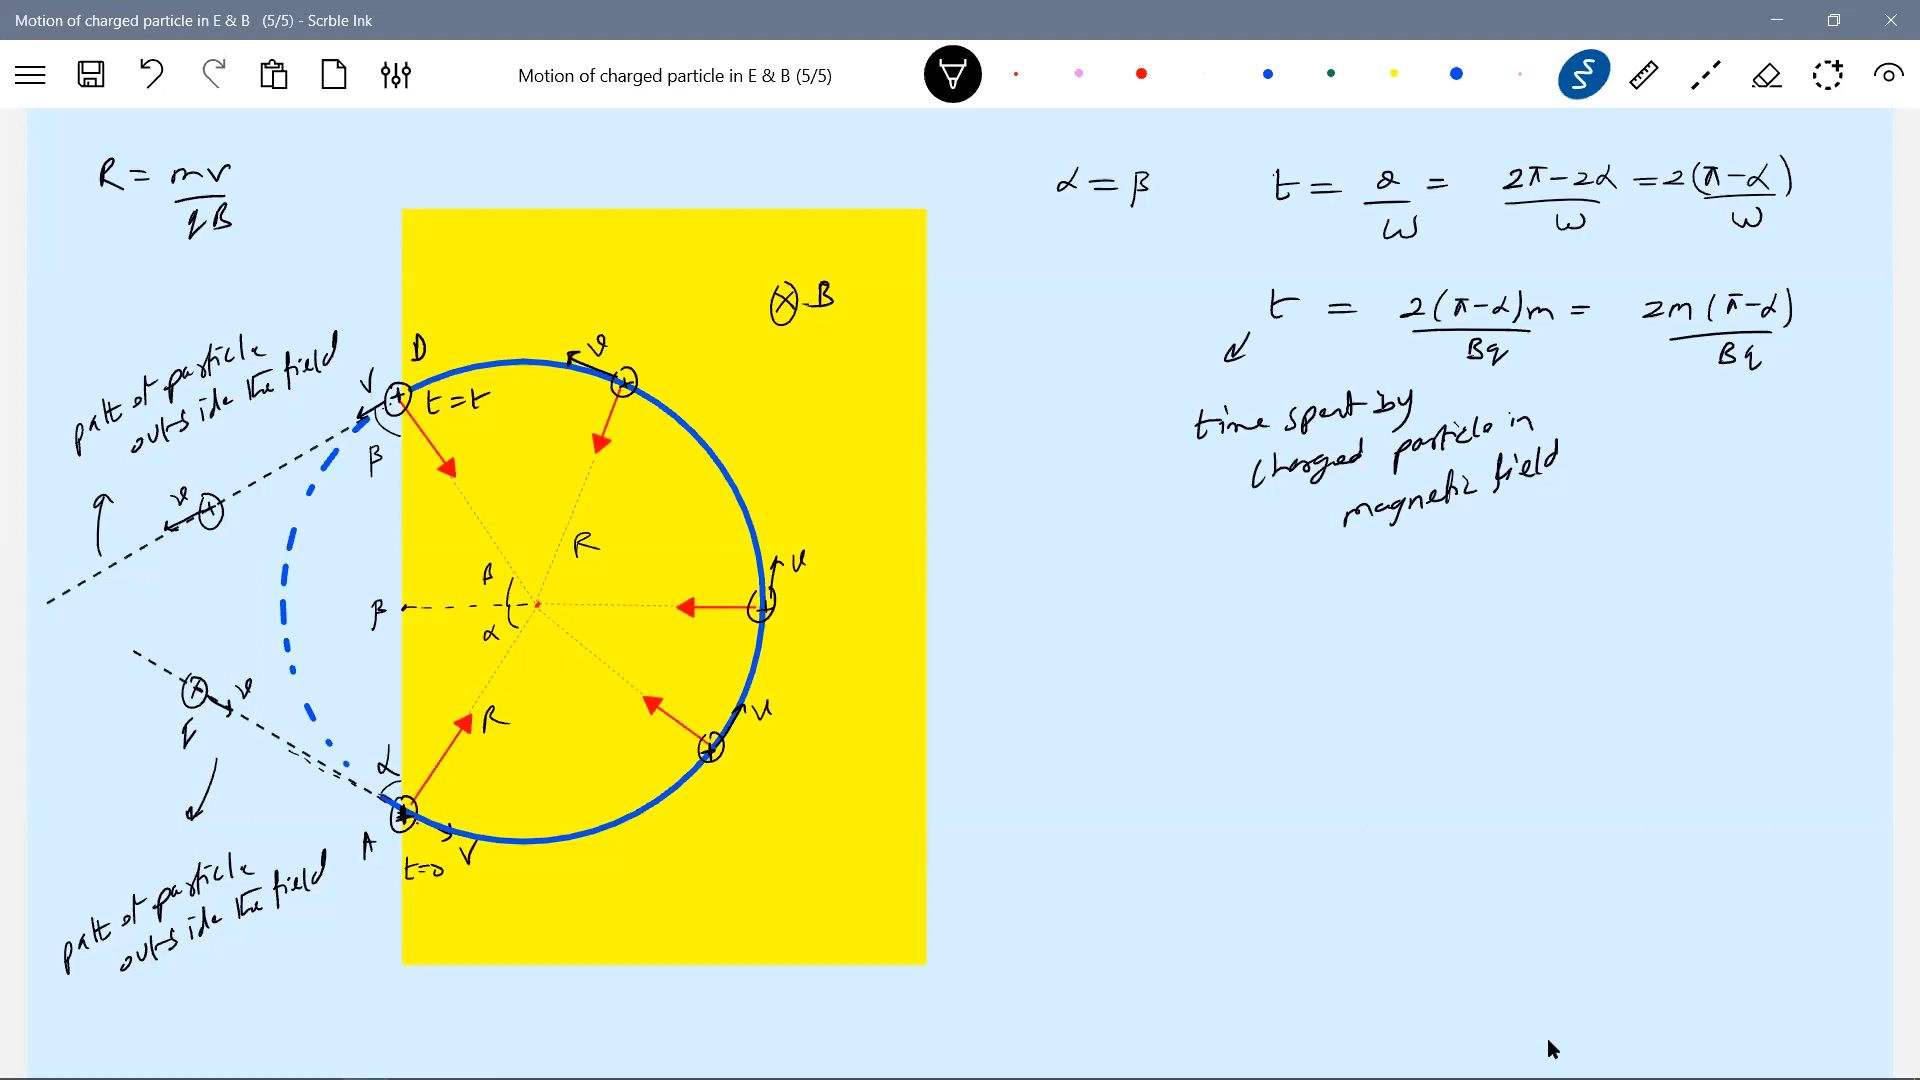 Motion of charged particle in E & B (5/5) - Scrble Ink
Motion of charged particle in E & B (5/5)
R = mv / qB
α = β
t = θ / ω = 2π-2α / ω = 2(π-α) / ω
⊗ B
t = 2(π-α)m / Bq = 2m(π-α) / Bq
time spent by
charged particle in
magnetic field
path of particle
outside the field
D
v
t=t
v
β
v
R
v
β
β
α
v
q
v
R
α
A
t=0
v
path of particle
outside the field